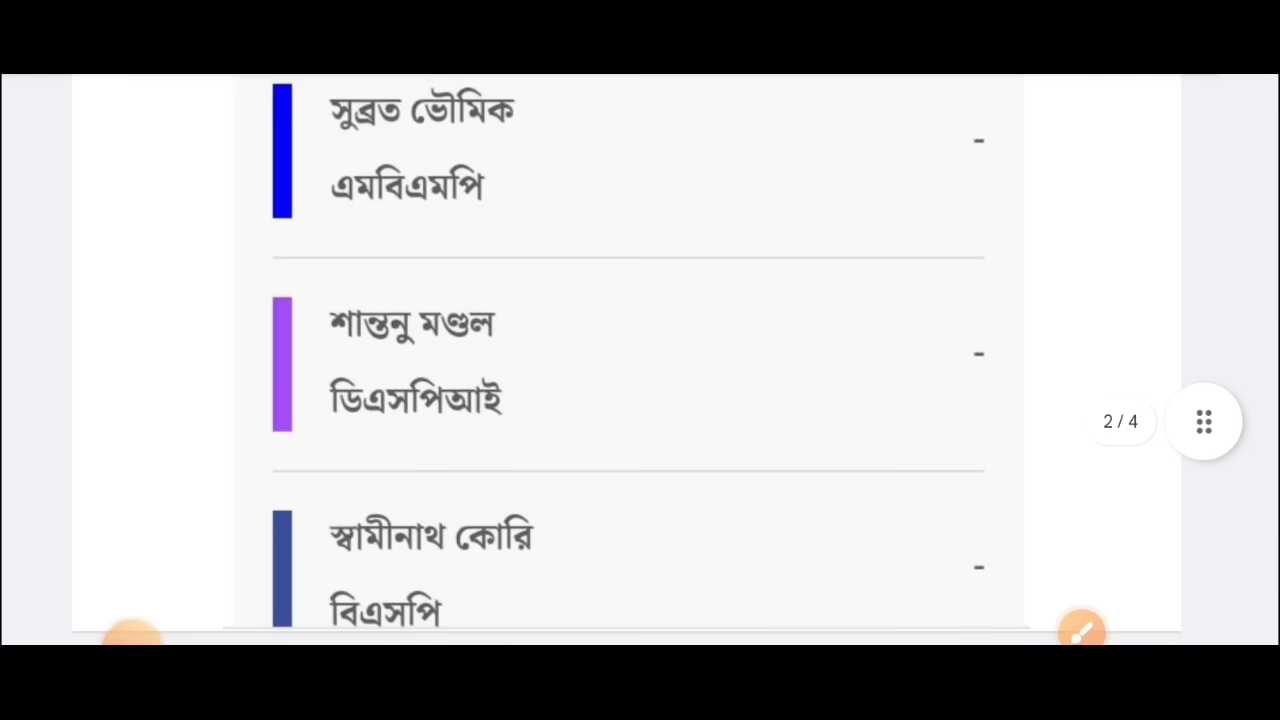 সুব্রত ভৌমিক
-
এমবিএমপি
শান্তনু মণ্ডল
-
ডিএসপিআই
2 / 4
স্বামীনাথ কোরি
-
বিএসপি